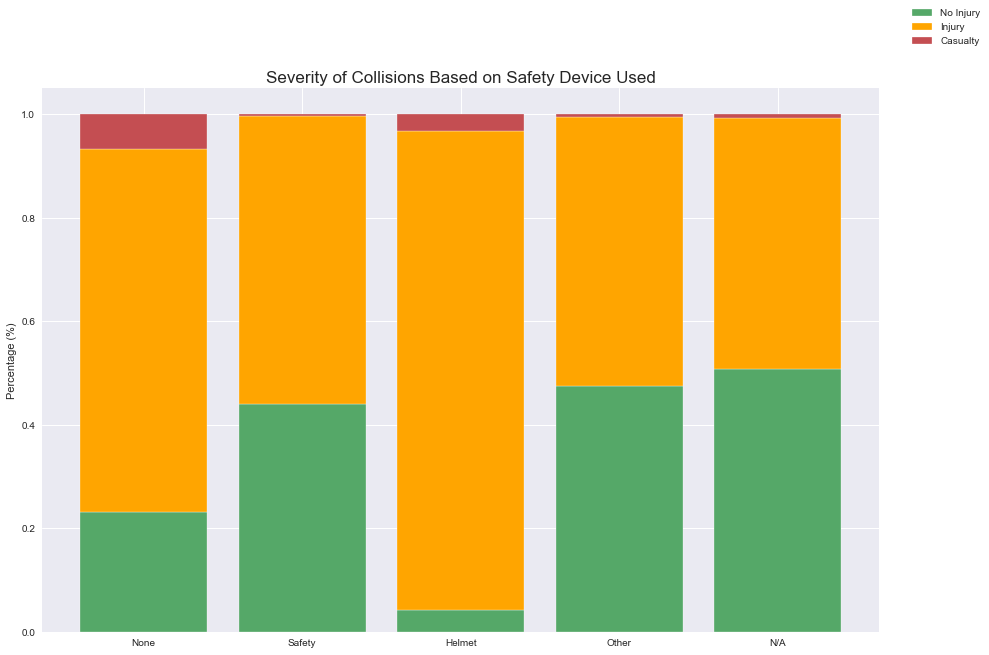 No Injury
Injury
Casualty
Severity of Collisions Based on Safety Device Used
Percentage (%)
1.0
0.8
0.6
0.4
0.2
0.0
None Safety Helmet Other N/A